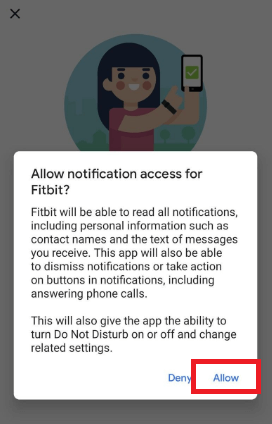 Allow notification access for
Fitbit?
Fitbit will be able to read all notifications,
including personal information such as
contact names and the text of messages
you receive. This app will also be able
to dismiss notifications or take action
on buttons in notifications, including
answering phone calls.
This will also give the app the ability to
turn Do Not Disturb on or off and change
related settings.
Deny Allow